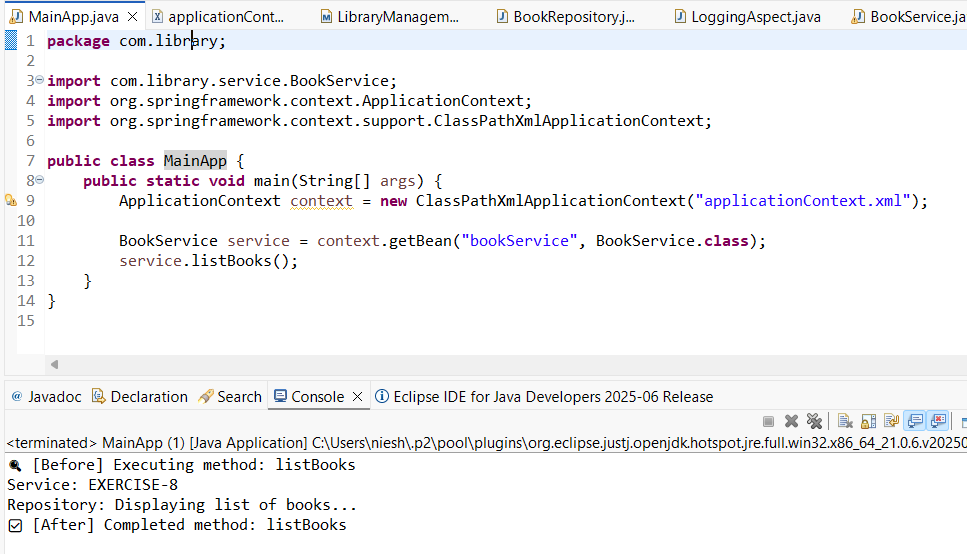 MainApp.java
applicationCont...
LibraryManagem...
BookRepository.j...
LoggingAspect.java
BookService.ja
1 package com.library;
2
3 import com.library.service.BookService;
4 import org.springframework.context.ApplicationContext;
5 import org.springframework.context.support.ClassPathXmlApplicationContext;
6
7 public class MainApp {
8 public static void main(String[] args) {
9 ApplicationContext context = new ClassPathXmlApplicationContext("applicationContext.xml");
10
11 BookService service = context.getBean("bookService", BookService.class);
12 service.listBooks();
13 }
14 }
15
@ Javadoc Declaration Search Console Eclipse IDE for Java Developers 2025-06 Release
<terminated> MainApp (1) [Java Application] C:\Users\niesh\.p2\pool\plugins\org.eclipse.justj.openjdk.hotspot.jre.full.win32.x86_64_21.0.6.v20250
[Before] Executing method: listBooks
Service: EXERCISE-8
Repository: Displaying list of books...
[After] Completed method: listBooks